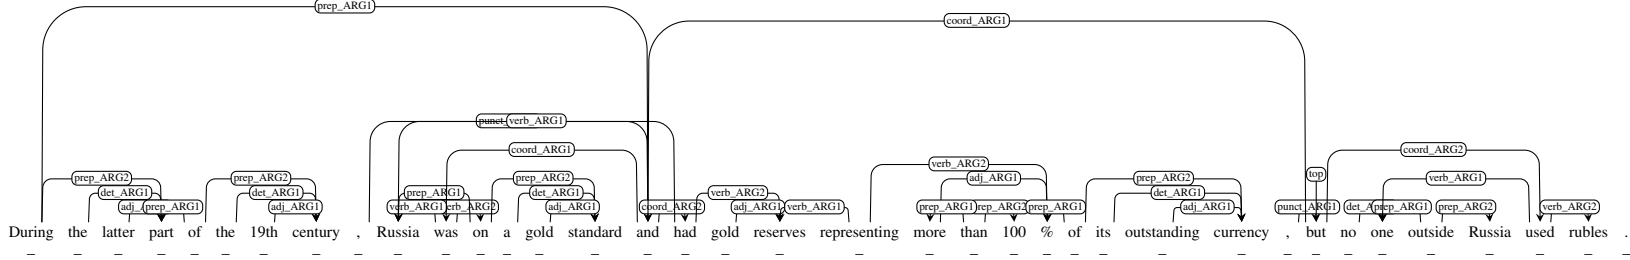 prep_ARG1
coord_ARG1
verb_ARG1
coord_ARG1 coord_ARG2
verb_ARG2
top
prep_ARG2 prep_ARG2 prep_ARG2 adj_ARG1 prep_ARG2 verb_ARG1
det_ARG1 det_ARG1 prep_ARG1 det_ARG1 verb_ARG2 det_ARG1
prep_ARG1 adj_ARG1 adj_ARG1 coord_ARG2 adj_ARG1 verb_ARG1 prep_ARG1 prep_ARG1 adj_ARG1 punct_ARG1 prep_ARG1 prep_ARG2 verb_ARG2
During the latter part of the 19th century , Russia was on a gold standard and had gold reserves representing more than 100 % of its outstanding currency , but no one outside Russia used rubles .
_ _ _ _ _ _ _ _ _ _ _ _ _ _ _ _ _ _ _ _ _ _ _ _ _ _ _ _ _ _ _ _ _ _ _ _ _ _